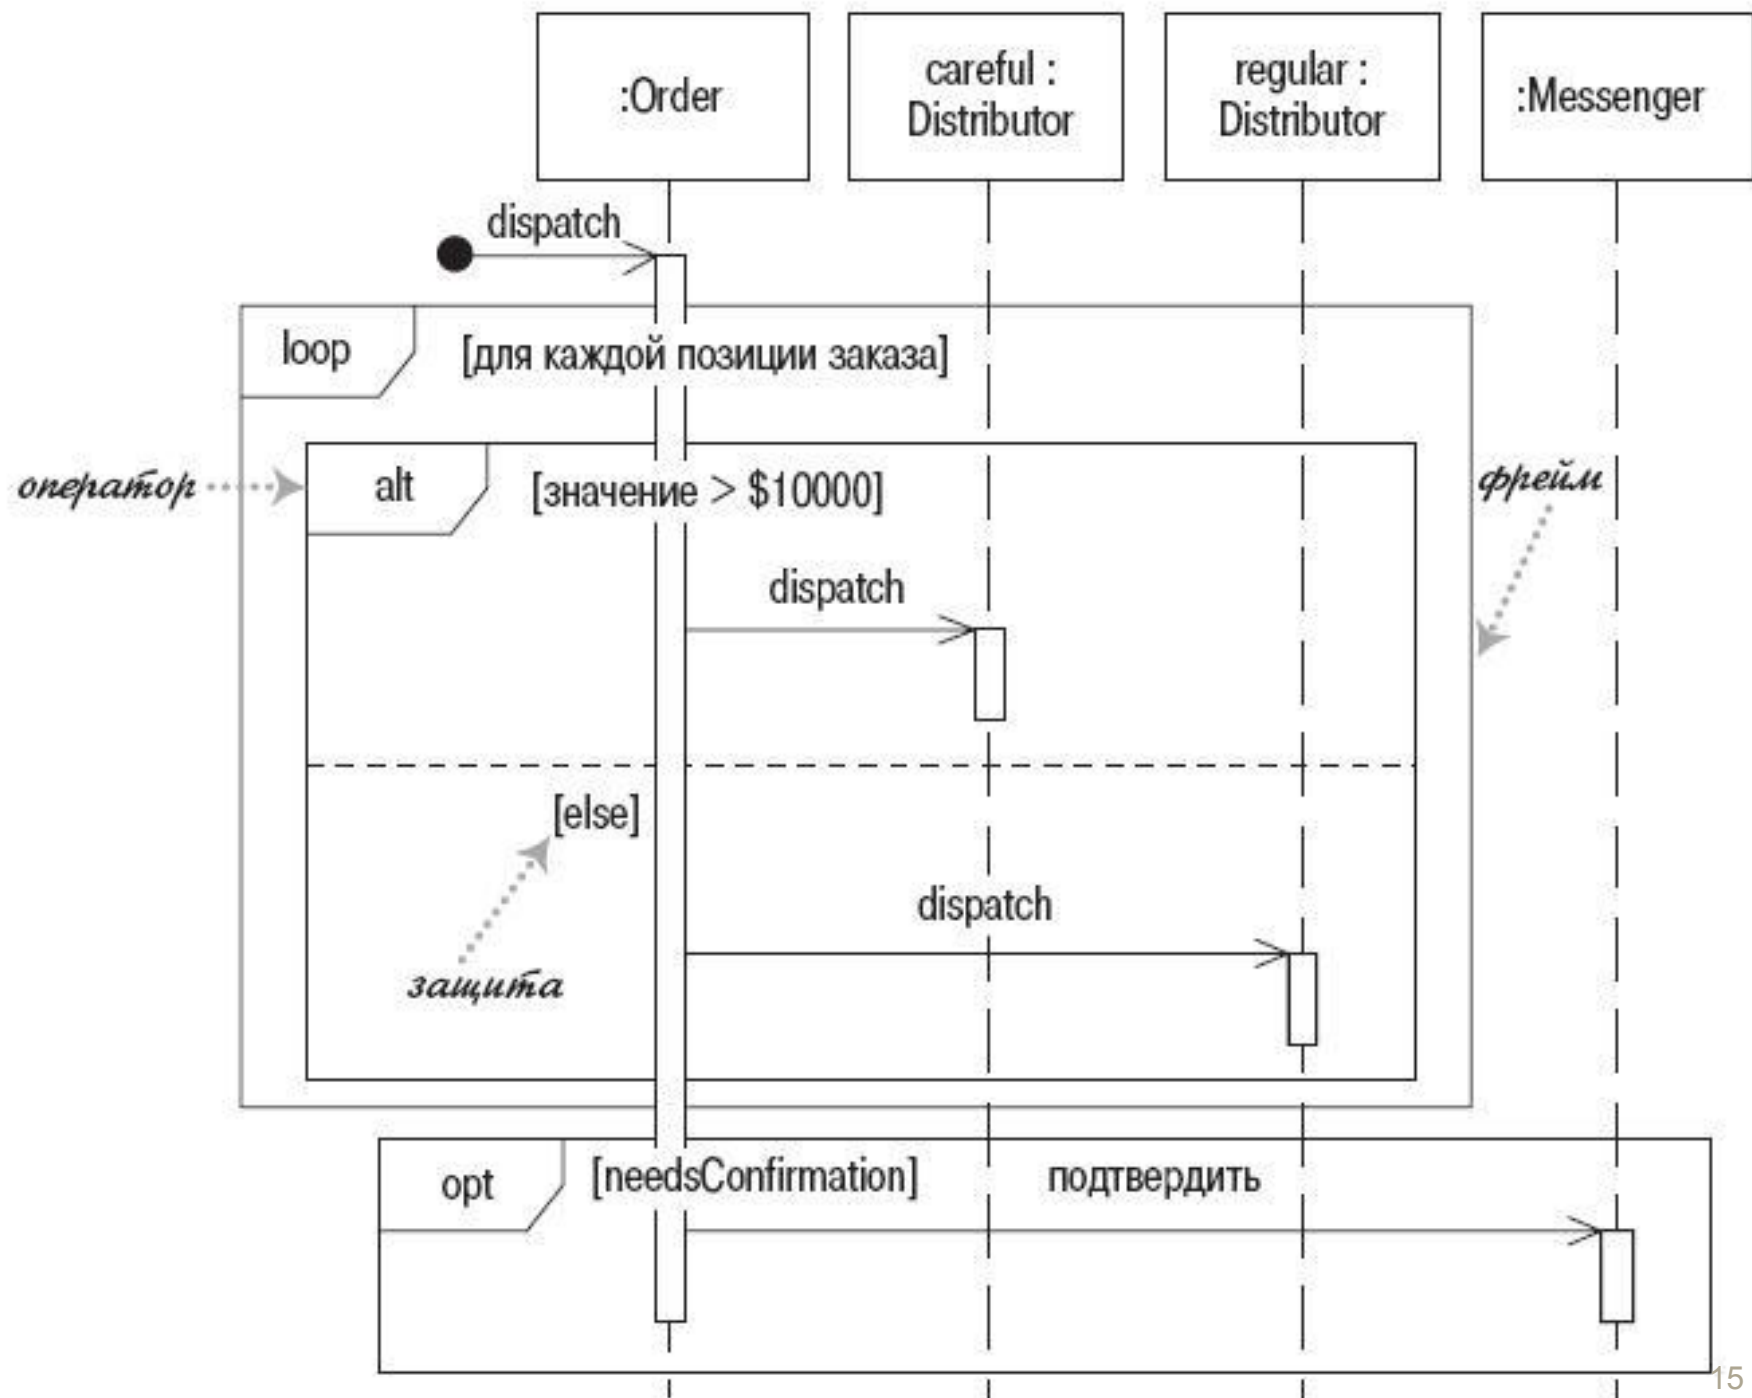 :Order
careful :
Distributor
regular :
Distributor
:Messenger
dispatch
loop
[для каждой позиции заказа]
оператор
alt
[значение > $10000]
фрейм
dispatch
[else]
dispatch
защита
opt
[needsConfirmation]
подтвердить
15